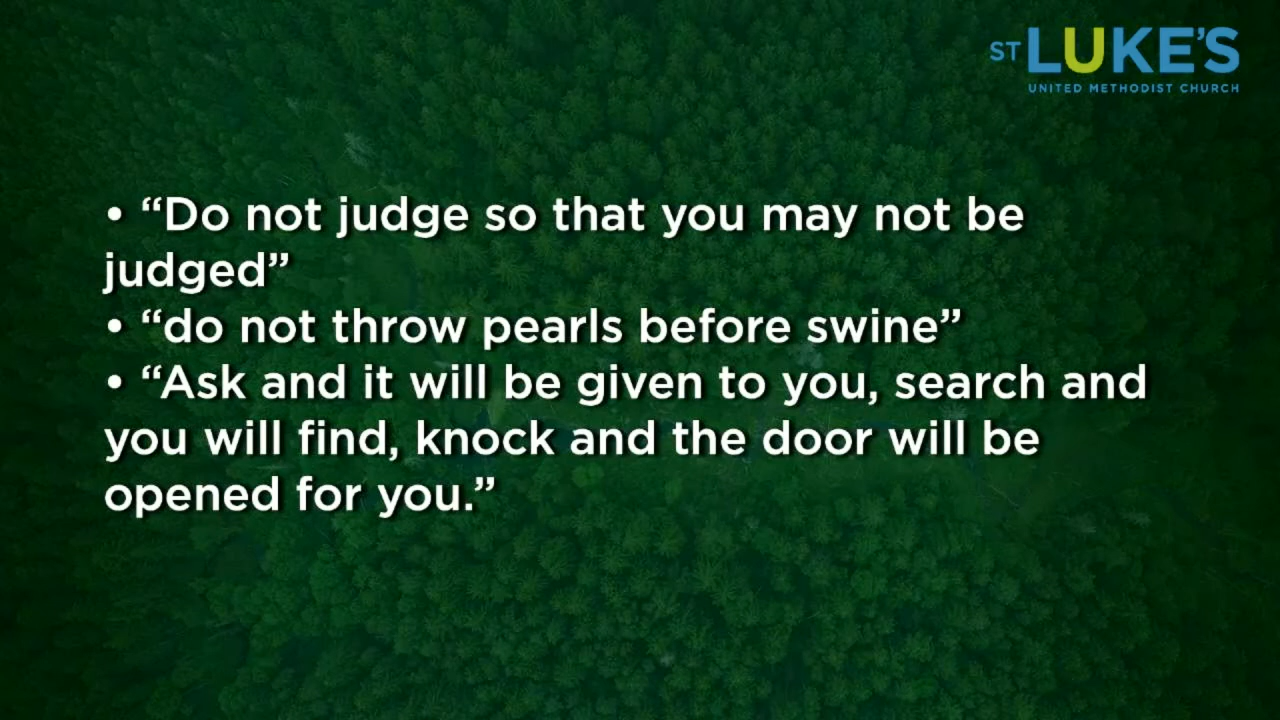 ST LUKE'S
UNITED METHODIST CHURCH
• “Do not judge so that you may not be
judged”
• “do not throw pearls before swine”
• “Ask and it will be given to you, search and
you will find, knock and the door will be
opened for you.”